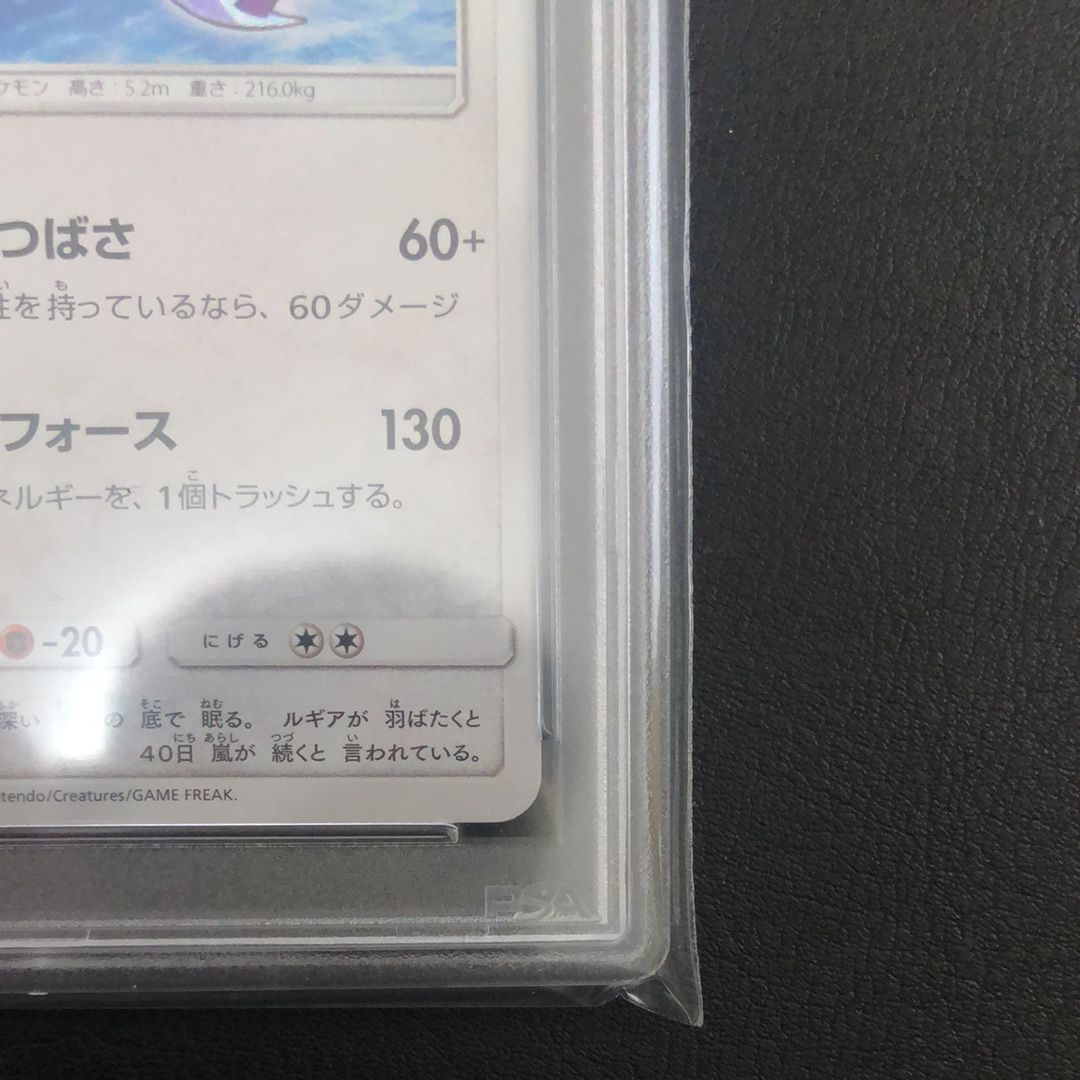 ケモン 高さ:5.2m 重さ:216.0kg
つばさ 60+
性を持っているなら、60ダメージ
フォース 130
ネルギーを、1個トラッシュする。
-20 にげる
深い の底で眠る。ルギアが羽ばたくと
40日嵐が続くと言われている。
ntendo/Creatures/GAME FREAK.
PSA